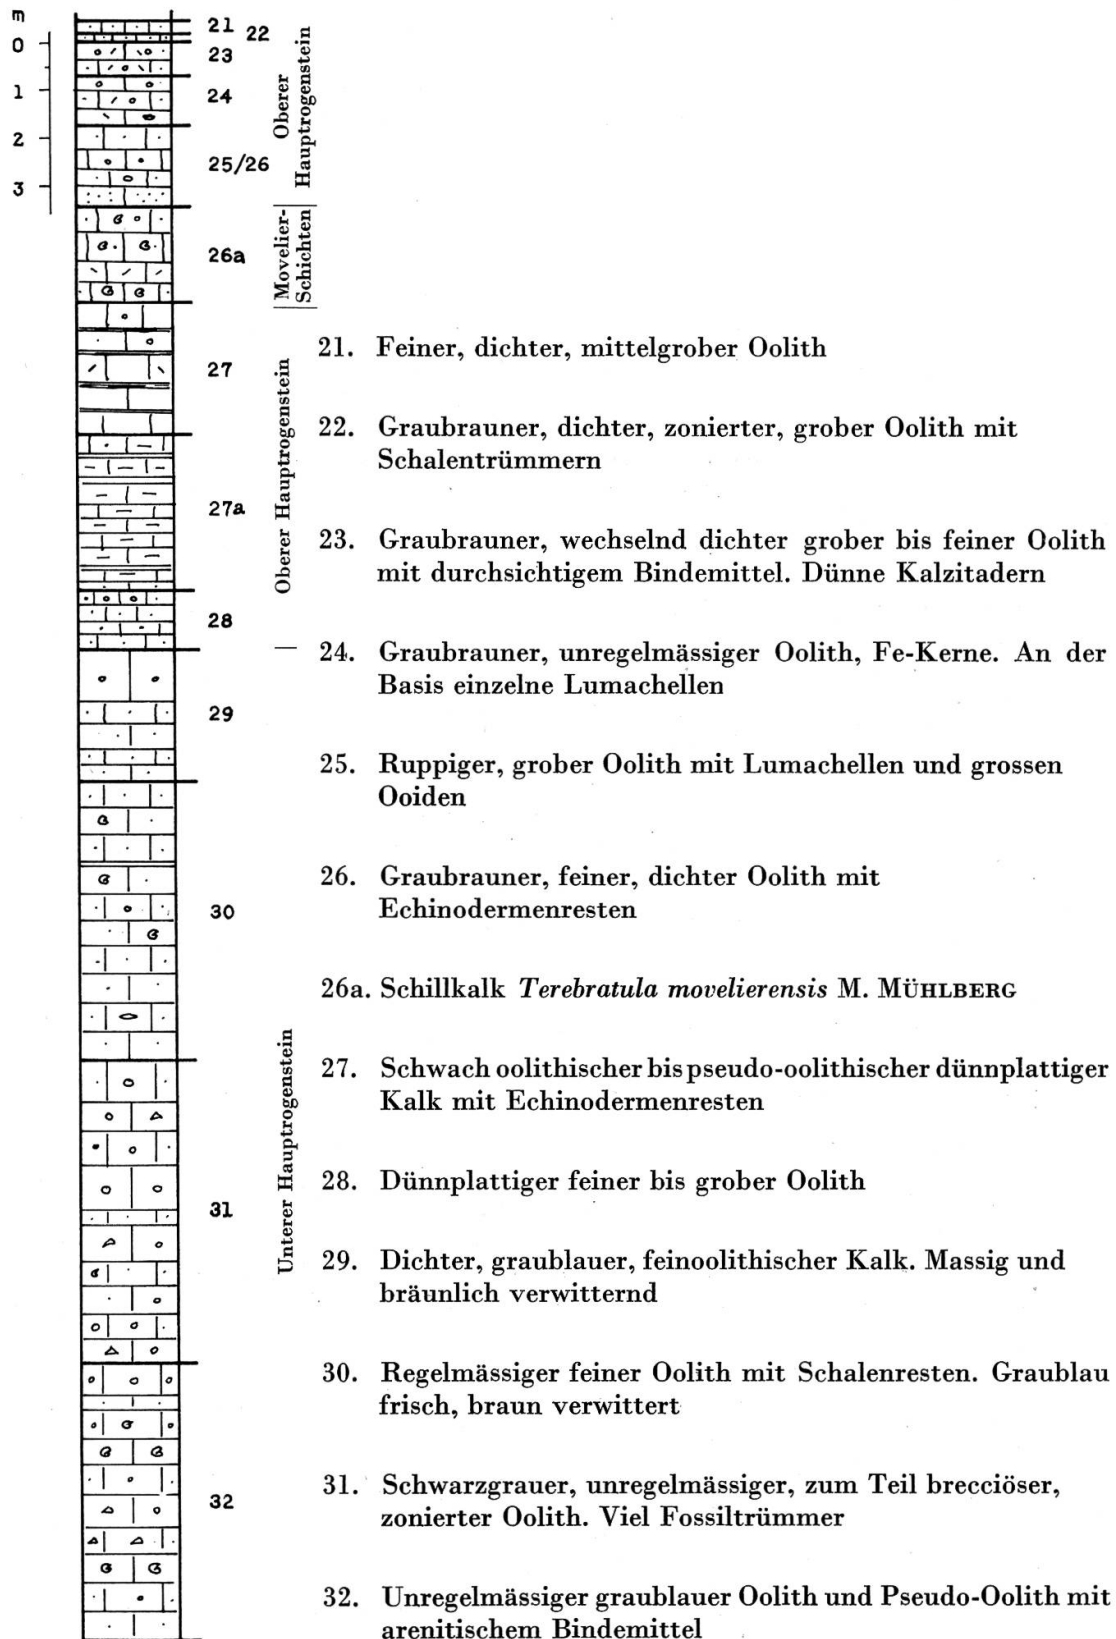 m
0
1
2
3
21
22
23
24
25/26
26a
27
27a
28
29
30
31
32
Oberer
Hauptrogenstein
Movelier-
Schichten
Oberer Hauptrogenstein
Unterer Hauptrogenstein
21. Feiner, dichter, mittelgrober Oolith
22. Graubrauner, dichter, zonierter, grober Oolith mit
Schalentrümmern
23. Graubrauner, wechselnd dichter grober bis feiner Oolith
mit durchsichtigem Bindemittel. Dünne Kalzitadern
24. Graubrauner, unregelmässiger Oolith, Fe-Kerne. An der
Basis einzelne Lumachellen
25. Ruppiger, grober Oolith mit Lumachellen und grossen
Ooiden
26. Graubrauner, feiner, dichter Oolith mit
Echinodermenresten
26a. Schillkalk Terebratula movelierensis M. MÜHLBERG
27. Schwach oolithischer bis pseudo-oolithischer dünnplattiger
Kalk mit Echinodermenresten
28. Dünnplattiger feiner bis grober Oolith
29. Dichter, graublauer, feinoolithischer Kalk. Massig und
bräunlich verwitternd
30. Regelmässiger feiner Oolith mit Schalenresten. Graublau
frisch, braun verwittert
31. Schwarzgrauer, unregelmässiger, zum Teil brecciöser,
zonierter Oolith. Viel Fossiltrümmer
32. Unregelmässiger graublauer Oolith und Pseudo-Oolith mit
arenitischem Bindemittel